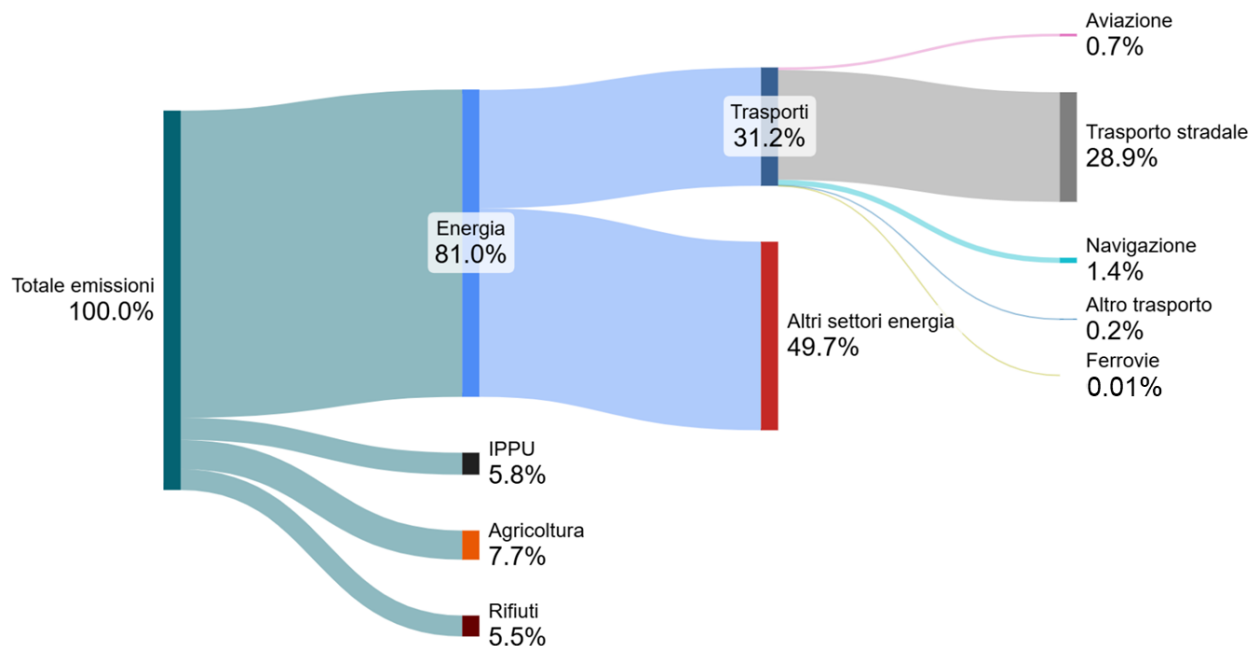 Totale emissioni
100.0%
Energia
81.0%
IPPU
5.8%
Agricoltura
7.7%
Rifiuti
5.5%
Trasporti
31.2%
Altri settori energia
49.7%
Aviazione
0.7%
Trasporto stradale
28.9%
Navigazione
1.4%
Altro trasporto
0.2%
Ferrovie
0.01%